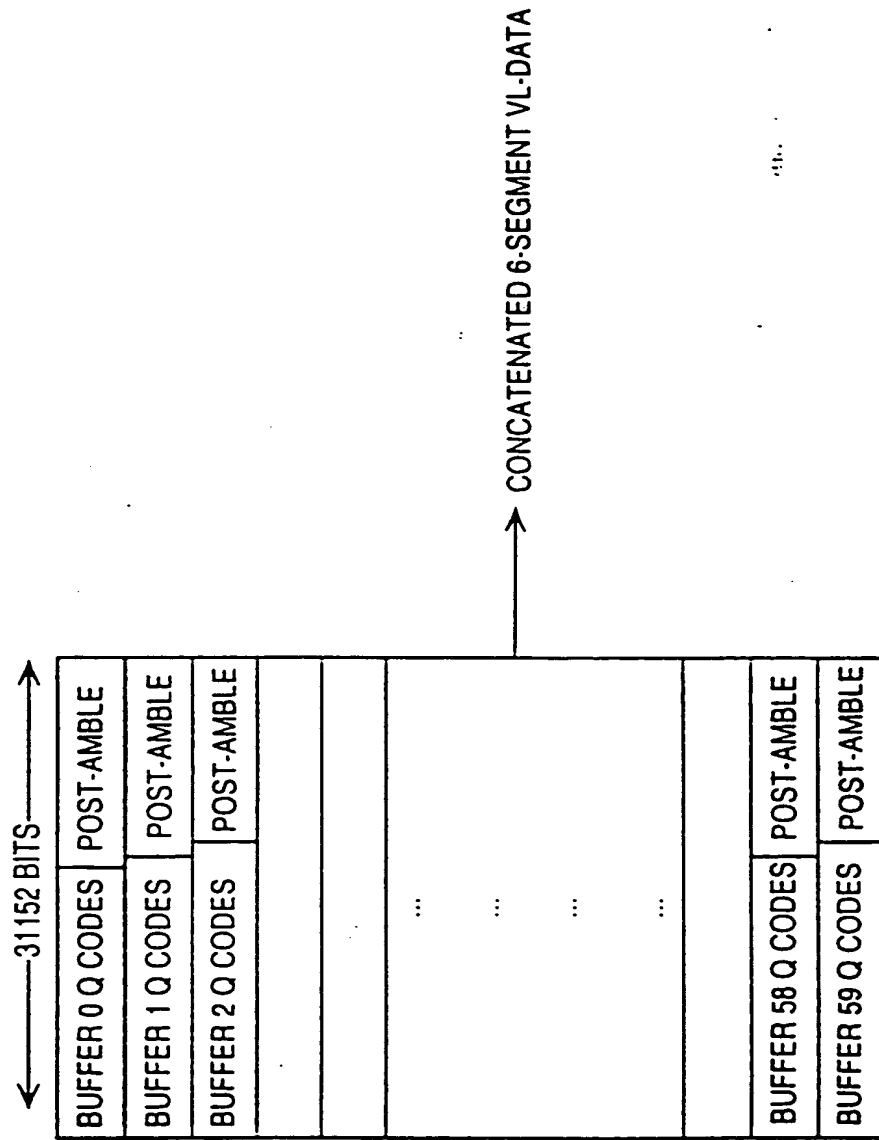 31152 BITS
BUFFER 0 Q CODES POST-AMBLE
BUFFER 1 Q CODES POST-AMBLE
BUFFER 2 Q CODES POST-AMBLE
⋮ ⋮ ⋮ ⋮
BUFFER 58 Q CODES POST-AMBLE
BUFFER 59 Q CODES POST-AMBLE
CONCATENATED 6-SEGMENT VL-DATA